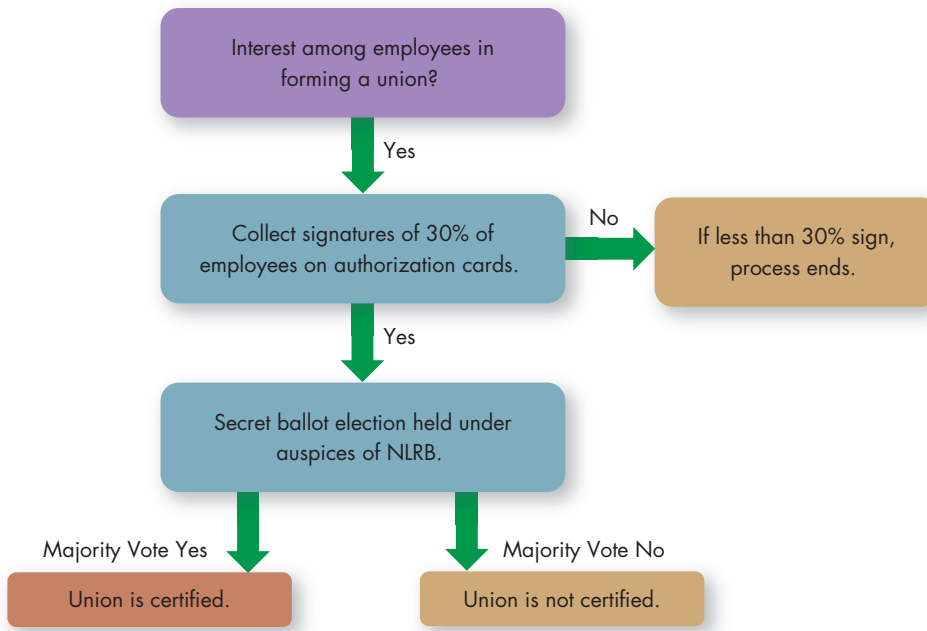 Interest among employees in
forming a union?
Yes
Collect signatures of 30% of
employees on authorization cards.
No
If less than 30% sign,
process ends.
Yes
Secret ballot election held under
auspices of NLRB.
Majority Vote Yes
Majority Vote No
Union is certified.
Union is not certified.